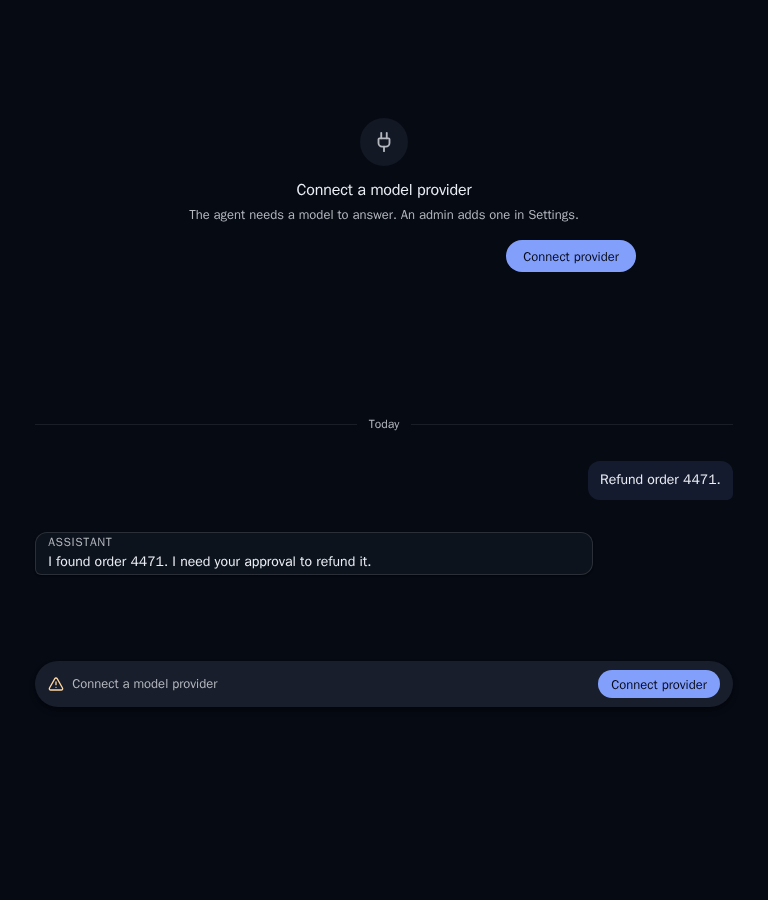 Connect a model provider
The agent needs a model to answer. An admin adds one in Settings.
Connect provider
Today
Refund order 4471.
ASSISTANT
I found order 4471. I need your approval to refund it.
Connect a model provider
Connect provider